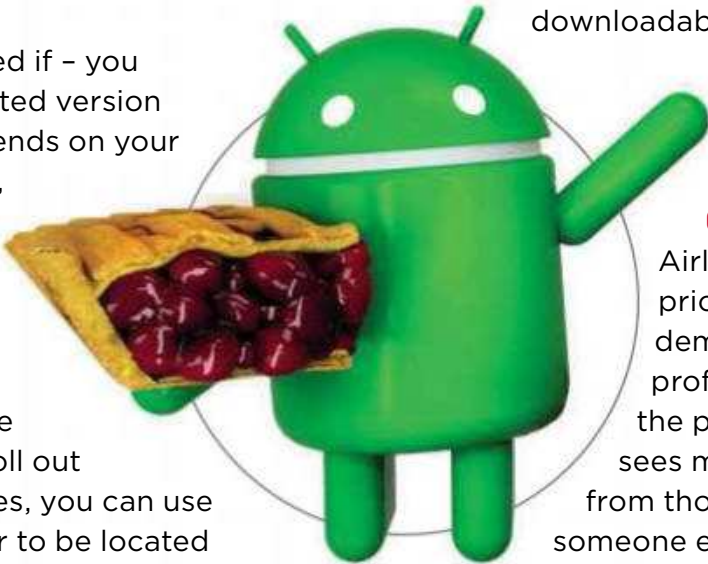 ed if – you
ted version
ends on your
e
oll out
es, you can use
r to be located
downloadab
Airl
pric
dem
prof
the p
sees m
from tho
someone e